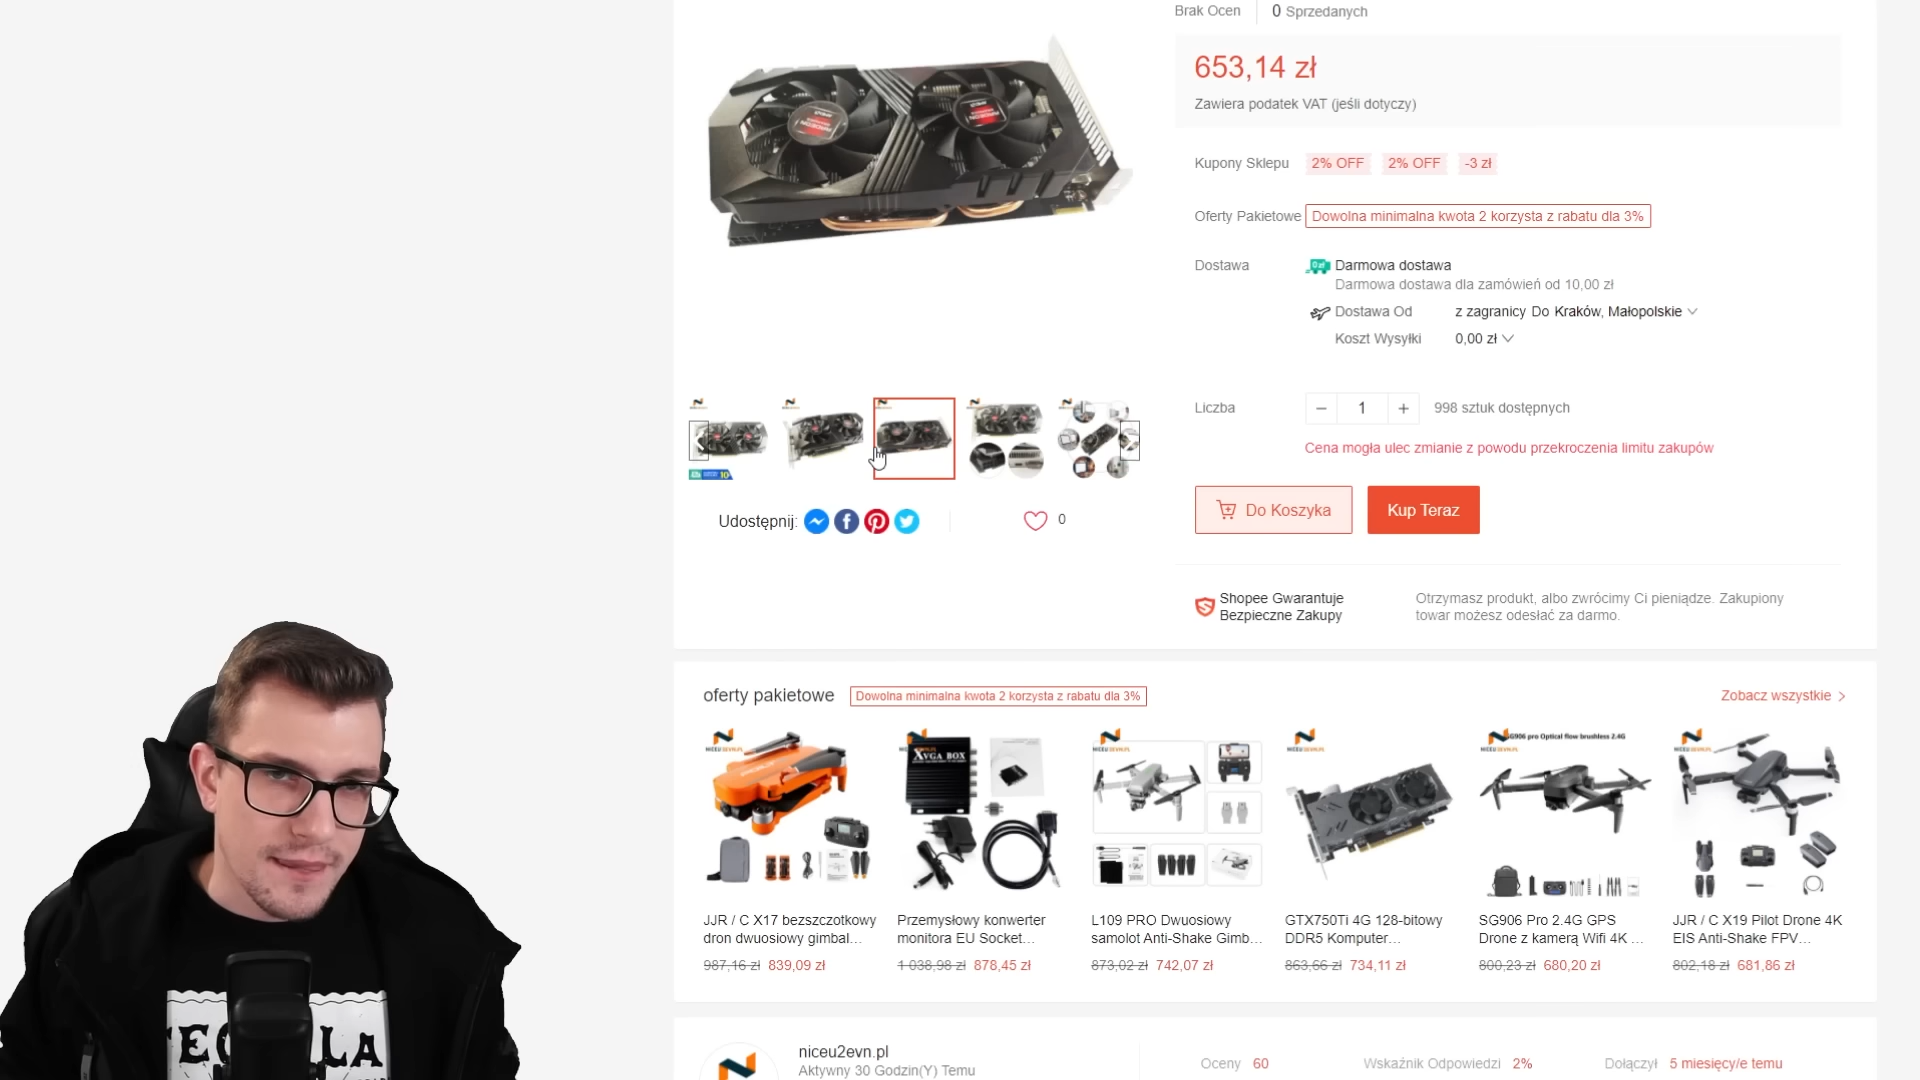 Brak Ocen
0 Sprzedanych
653,14 zł
Zawiera podatek VAT (jeśli dotyczy)
Kupony Sklepu
2% OFF
2% OFF
-3 zł
Oferty Pakietowe
Dowolna minimalna kwota 2 korzysta z rabatu dla 3%
Dostawa
Darmowa dostawa
Darmowa dostawa dla zamówień od 10,00 zł
Dostawa Od
z zagranicy Do Kraków, Małopolskie
Koszt Wysyłki
0,00 zł
Liczba
1
998 sztuk dostępnych
Cena mogła ulec zmianie z powodu przekroczenia limitu zakupów
Do Koszyka
Kup Teraz
Udostępnij:
0
Shopee Gwarantuje
Bezpieczne Zakupy
Otrzymasz produkt, albo zwrócimy Ci pieniądze. Zakupiony
towar możesz odesłać za darmo.
oferty pakietowe
Dowolna minimalna kwota 2 korzysta z rabatu dla 3%
Zobacz wszystkie
XVGA BOX
SG906 pro Optical flow brushless 2.4G
JJR / C X17 bezszczotkowy
dron dwuosiowy gimbal...
987,16 zł 839,09 zł
Przemysłowy konwerter
monitora EU Socket...
1 038,98 zł 878,45 zł
L109 PRO Dwuosiowy
samolot Anti-Shake Gimb...
873,02 zł 742,07 zł
GTX750Ti 4G 128-bitowy
DDR5 Komputer...
863,66 zł 734,11 zł
SG906 Pro 2.4G GPS
Drone z kamerą Wifi 4K ...
800,23 zł 680,20 zł
JJR / C X19 Pilot Drone 4K
EIS Anti-Shake FPV...
802,18 zł 681,86 zł
niceu2evn.pl
Aktywny 30 Godzin(Y) Temu
Oceny 60
Wskaźnik Odpowiedzi 2%
Dołączył 5 miesięcy/e temu